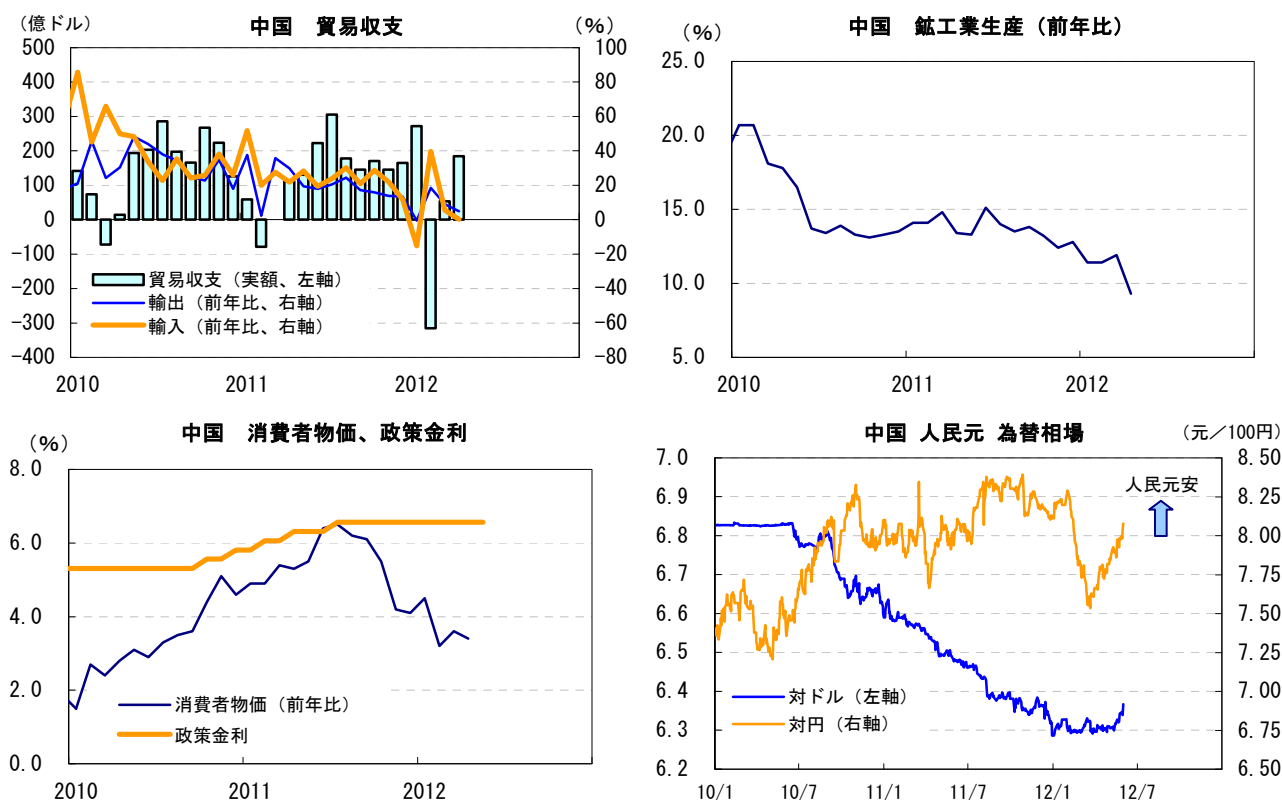 中国　貿易収支
（億ドル）
（%）
500
400
300
200
100
0
-100
-200
-300
-400
100
80
60
40
20
0
-20
-40
-60
-80
貿易収支（実額、左軸）
輸出（前年比、右軸）
輸入（前年比、右軸）
2010 2011 2012
中国　鉱工業生産（前年比）
（%）
25.0
20.0
15.0
10.0
5.0
2010 2011 2012
中国　消費者物価、政策金利
（%）
8.0
6.0
4.0
2.0
0.0
消費者物価（前年比）
政策金利
2010 2011 2012
中国 人民元 為替相場
（元／100円）
7.0
6.9
6.8
6.7
6.6
6.5
6.4
6.3
6.2
8.50
8.25
8.00
7.75
7.50
7.25
7.00
6.75
6.50
人民元安
対ドル（左軸）
対円（右軸）
10/1 10/7 11/1 11/7 12/1 12/7